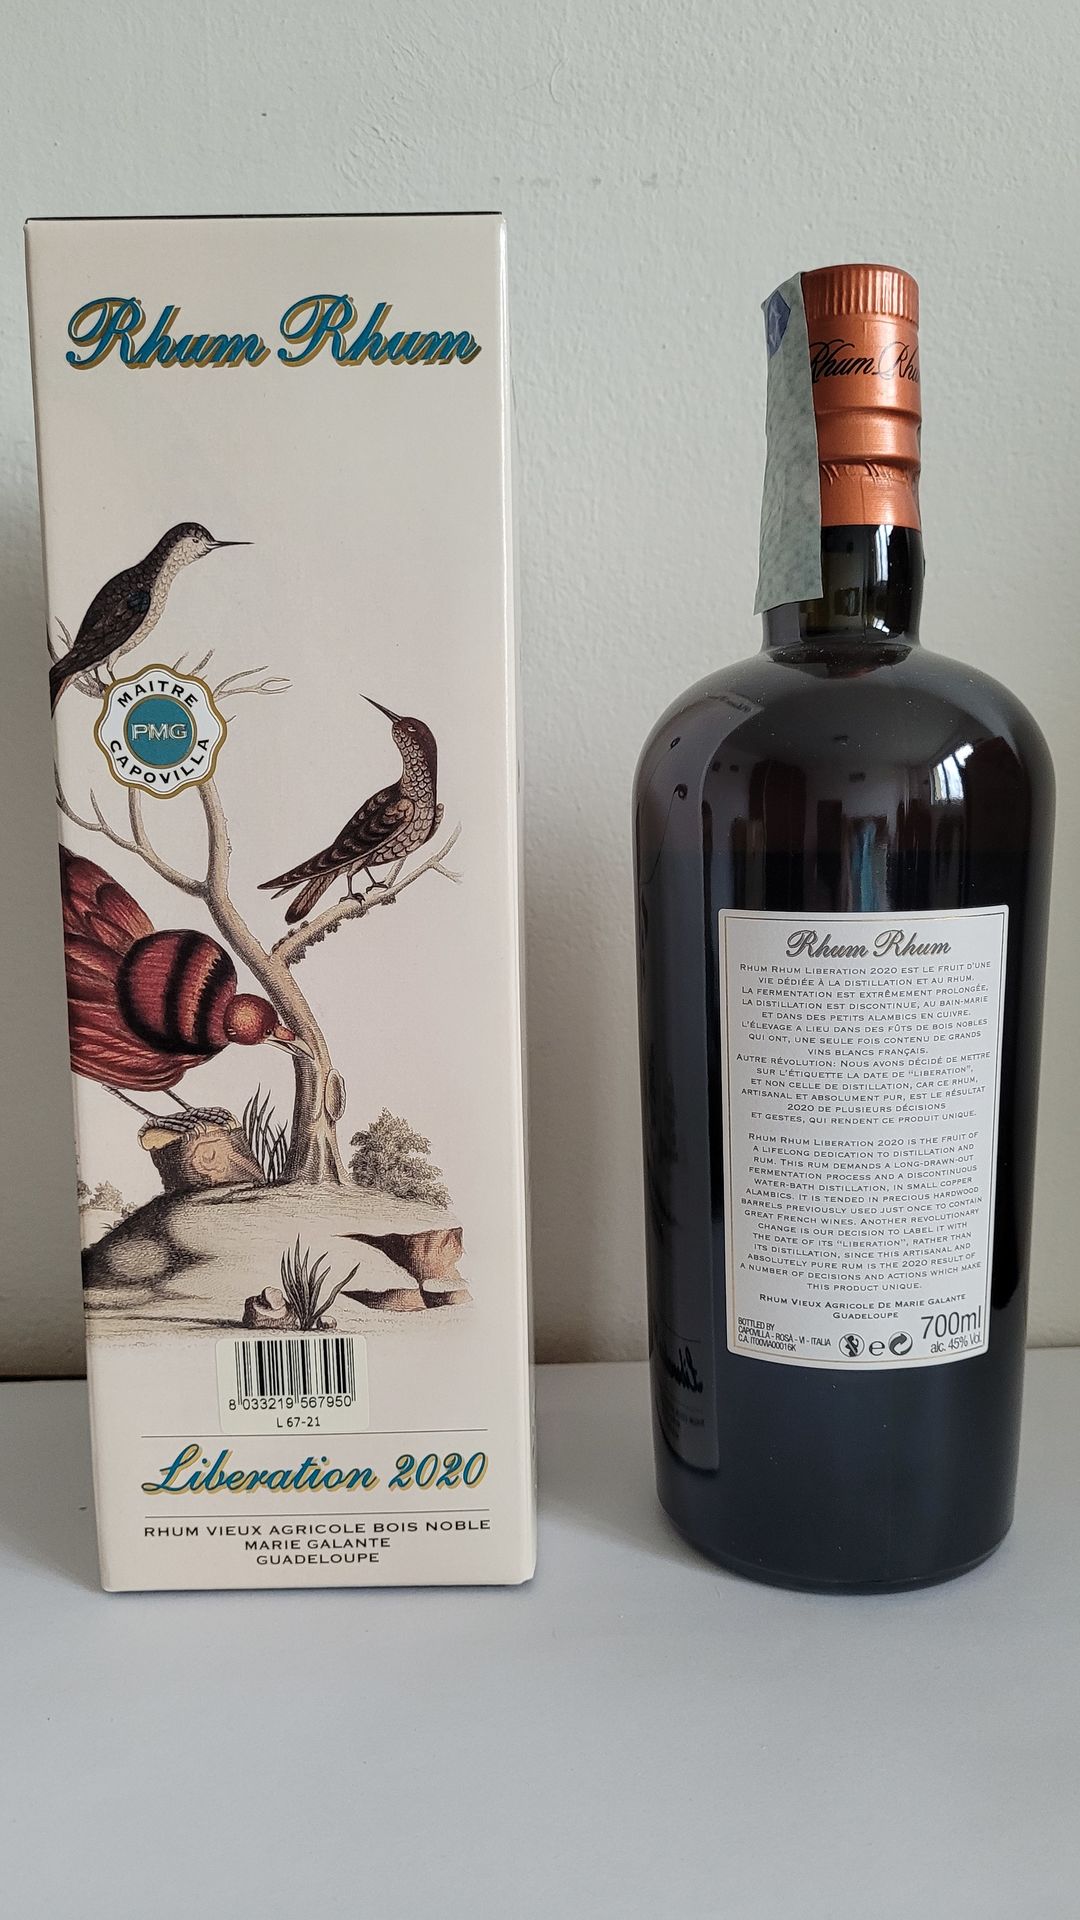 Rhum Rhum
MAITRE
PMG
CAPOVILLA
8 033219 567950
L 67-21
Liberation 2020
RHUM VIEUX AGRICOLE BOIS NOBLE
MARIE GALANTE
GUADELOUPE
Rhum Rhu
Rhum Rhum
RHUM RHUM LIBERATION 2020 EST LE FRUIT D'UNE
VIE DÉDIÉE À LA DISTILLATION ET AU RHUM.
LA FERMENTATION EST EXTRÊMEMENT PROLONGÉE,
LA DISTILLATION EST DISCONTINUE, AU BAIN-MARIE
ET DANS DES PETITS ALAMBICS EN CUIVRE.
L'ÉLEVAGE A LIEU DANS DES FÛTS DE BOIS NOBLES
QUI ONT, UNE SEULE FOIS CONTENU DE GRANDS
VINS BLANCS FRANÇAIS.
AUTRE RÉVOLUTION: NOUS AVONS DÉCIDÉ DE METTRE
SUR L'ÉTIQUETTE LA DATE DE "LIBERATION",
ET NON CELLE DE DISTILLATION, CAR CE RHUM,
ARTISANAL ET ABSOLUMENT PUR, EST LE RÉSULTAT
2020 DE PLUSIEURS DÉCISIONS
ET GESTES, QUI RENDENT CE PRODUIT UNIQUE.
RHUM RHUM LIBERATION 2020 IS THE FRUIT OF
A LIFELONG DEDICATION TO DISTILLATION AND
RUM. THIS RUM DEMANDS A LONG-DRAWN-OUT
FERMENTATION PROCESS AND A DISCONTINUOUS
WATER-BATH DISTILLATION, IN SMALL COPPER
ALAMBICS. IT IS TENDED IN PRECIOUS HARDWOOD
BARRELS PREVIOUSLY USED JUST ONCE TO CONTAIN
GREAT FRENCH WINES. ANOTHER REVOLUTIONARY
CHANGE IS OUR DECISION TO LABEL IT WITH
THE DATE OF ITS "LIBERATION", RATHER THAN
ITS DISTILLATION, SINCE THIS ARTISANAL AND
ABSOLUTELY PURE RUM IS THE 2020 RESULT OF
A NUMBER OF DECISIONS AND ACTIONS WHICH MAKE
THIS PRODUCT UNIQUE.
RHUM VIEUX AGRICOLE DE MARIE GALANTE
GUADELOUPE
BOTTLED BY
CAPOVILLA - ROSÀ - VI - ITALIA
C.A. IT00VIA00016K
e
700ml
alc. 45% Vol.